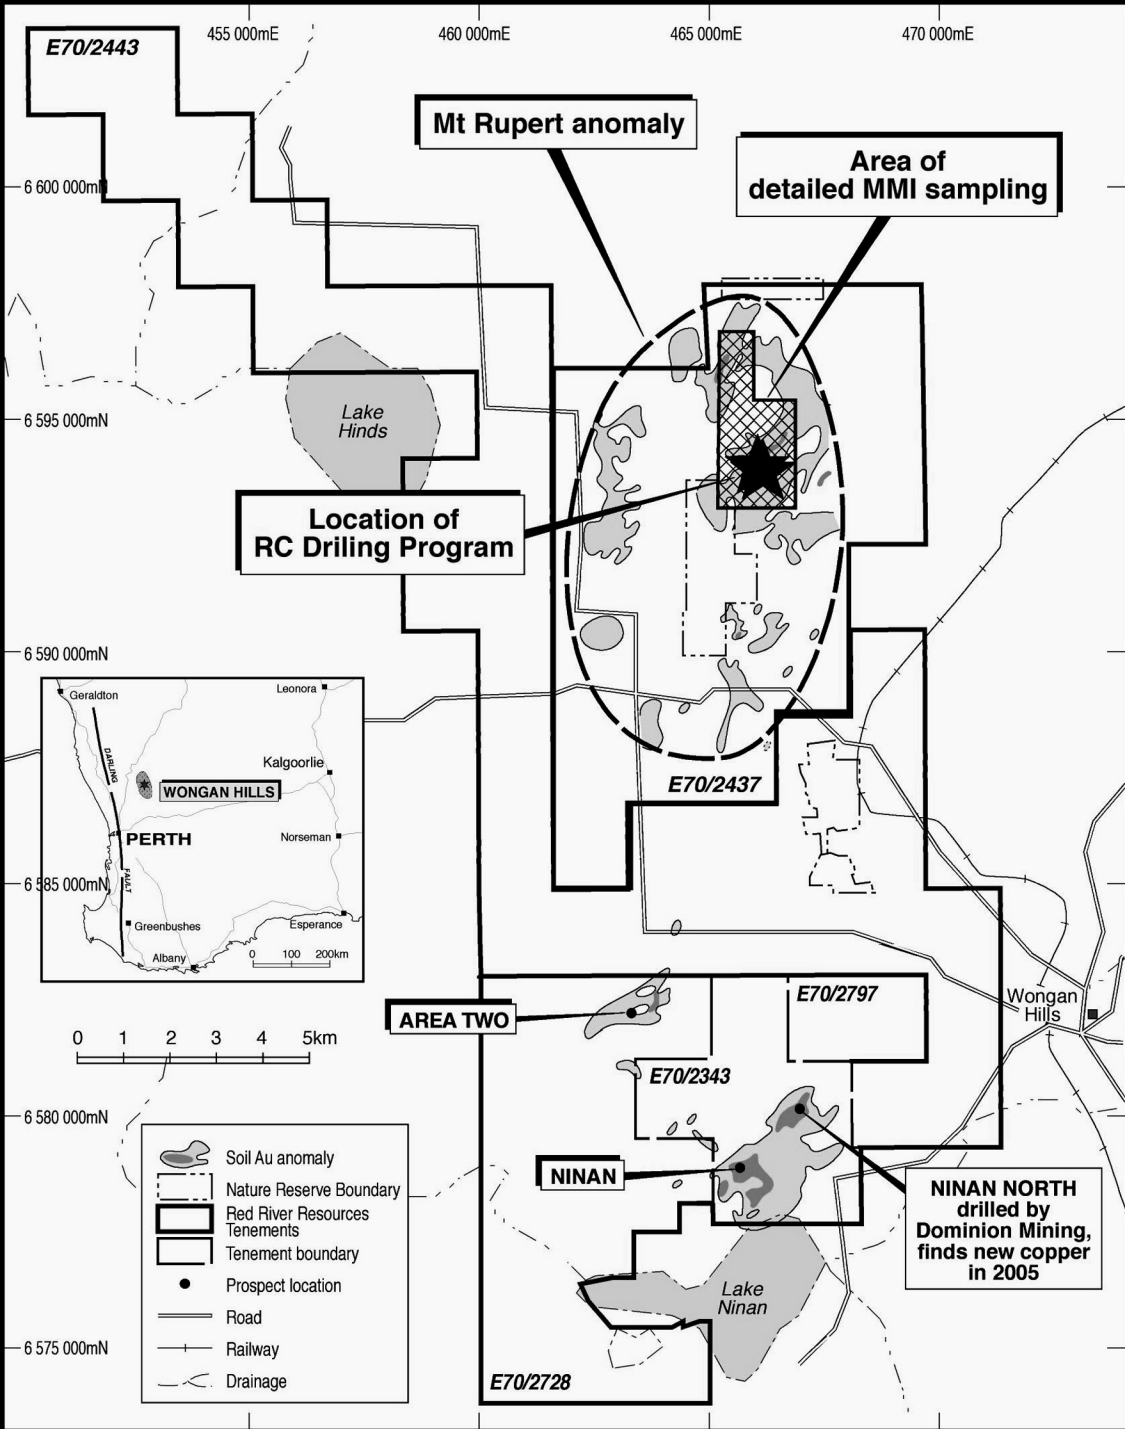 455 000mE
460 000mE
465 000mE
470 000mE
E70/2443
Mt Rupert anomaly
Area of
detailed MMI sampling
6 600 000mN
6 595 000mN
Lake
Hinds
Location of
RC Driling Program
6 590 000mN
Geraldton
Leonora
DARLING
Kalgoorlie
WONGAN HILLS
PERTH
Norseman
FAULT
Greenbushes
Esperance
Albany
0 100 200km
6 585 000mN
E70/2437
Wongan
Hills
E70/2797
AREA TWO
0 1 2 3 4 5km
E70/2343
6 580 000mN
NINAN
NINAN NORTH
drilled by
Dominion Mining,
finds new copper
in 2005
Soil Au anomaly
Nature Reserve Boundary
Red River Resources
Tenements
Tenement boundary
Prospect location
Road
Railway
Drainage
Lake
Ninan
6 575 000mN
E70/2728